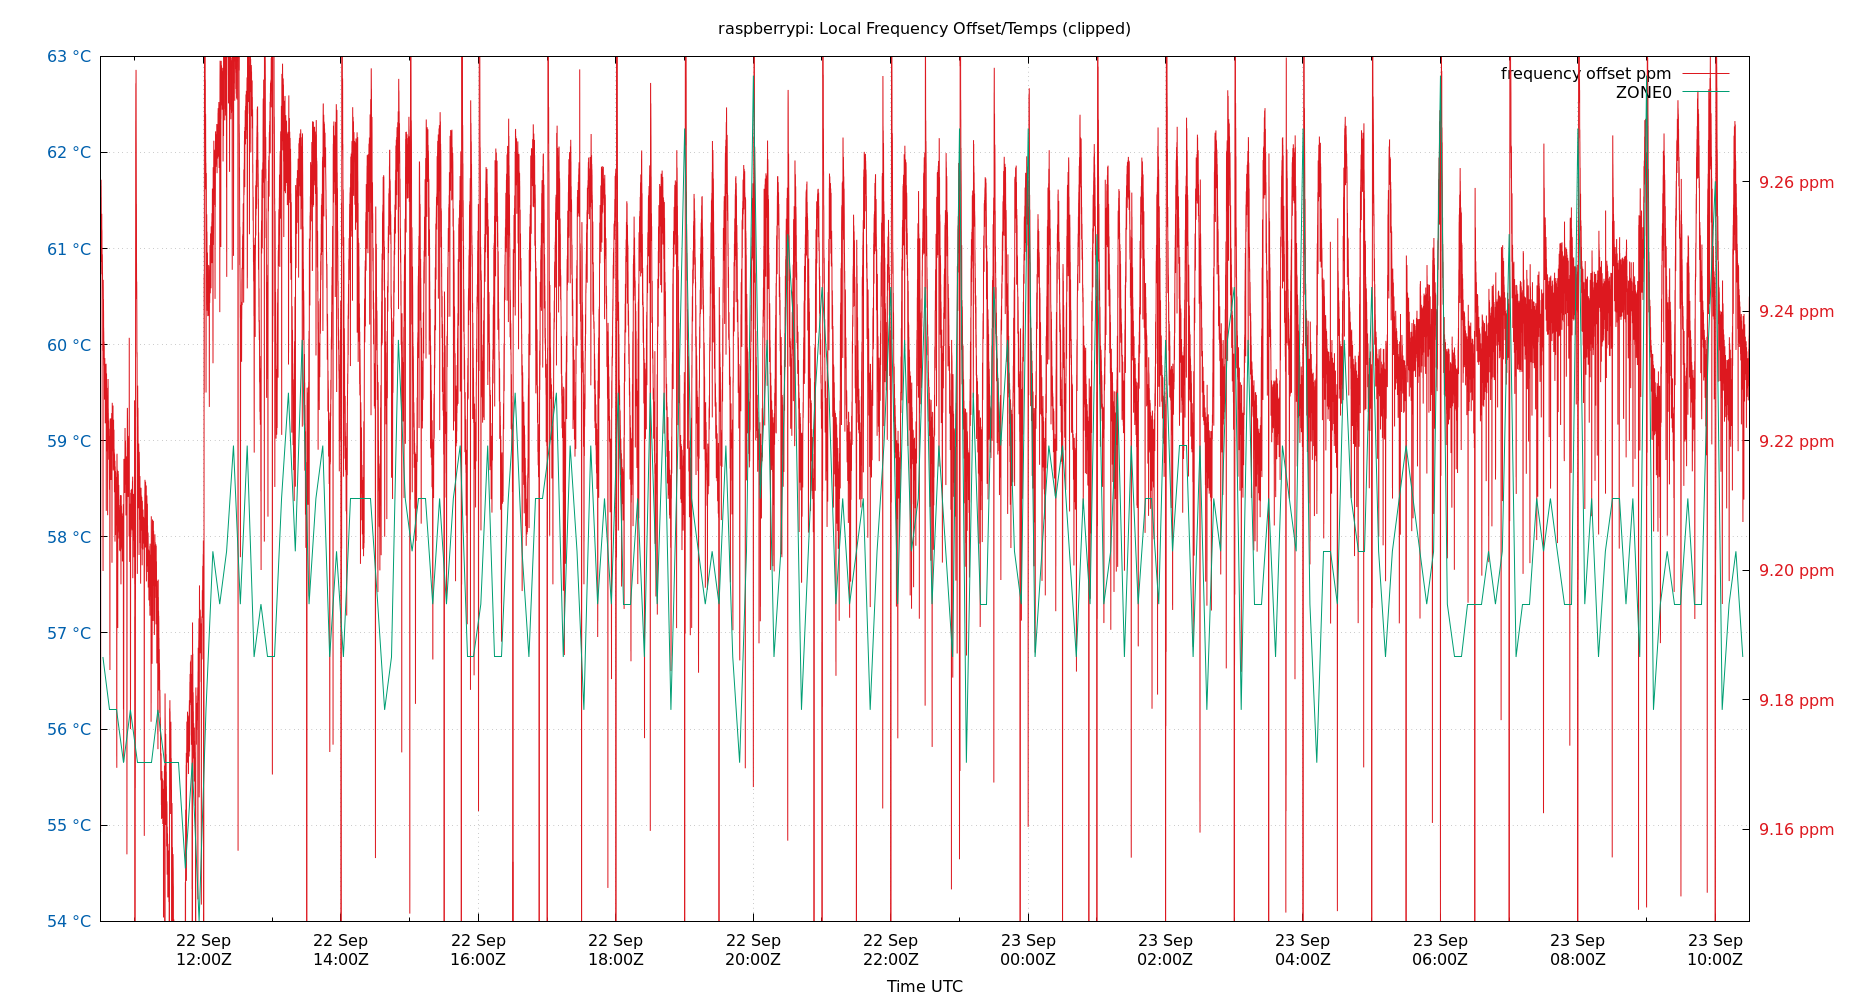 raspberrypi: Local Frequency Offset/Temps (clipped)
63 °C
62 °C
61 °C
60 °C
59 °C
58 °C
57 °C
56 °C
55 °C
54 °C
frequency offset ppm
ZONE0
9.26 ppm
9.24 ppm
9.22 ppm
9.20 ppm
9.18 ppm
9.16 ppm
22 Sep 22 Sep 22 Sep 22 Sep 22 Sep 22 Sep 23 Sep 23 Sep 23 Sep 23 Sep 23 Sep 23 Sep
12:00Z 14:00Z 16:00Z 18:00Z 20:00Z 22:00Z 00:00Z 02:00Z 04:00Z 06:00Z 08:00Z 10:00Z
Time UTC